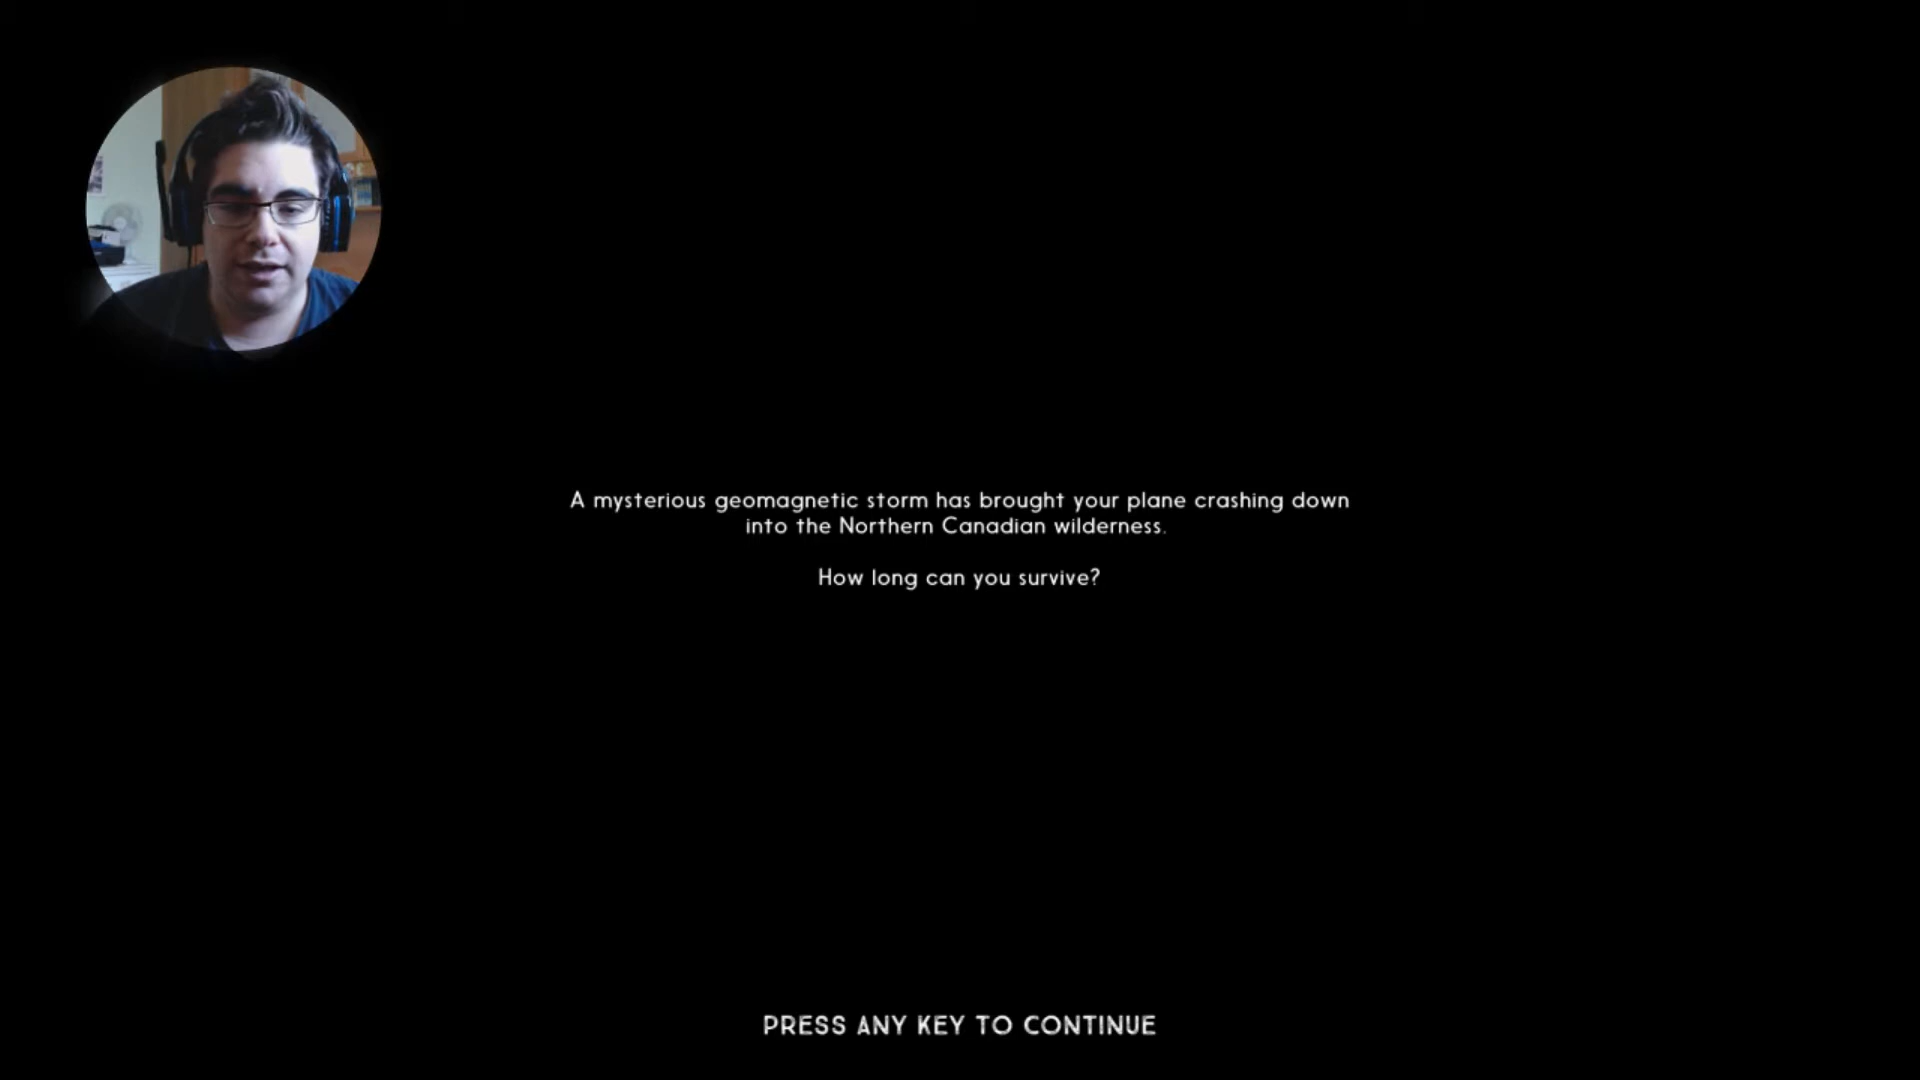 A mysterious geomagnetic storm has brought your plane crashing down
into the Northern Canadian wilderness.
How long can you survive?
PRESS ANY KEY TO CONTINUE